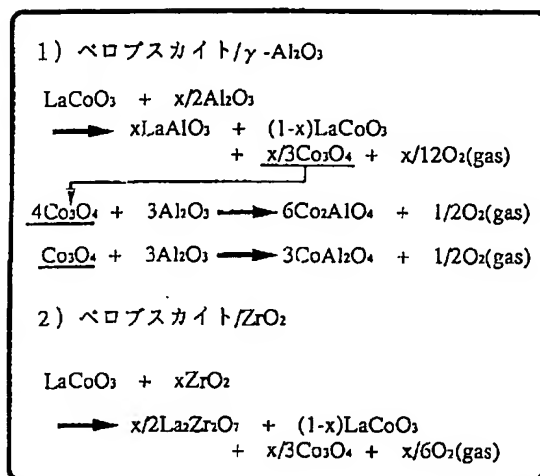 1) ペロブスカイト/γ-Al₂O₃
LaCoO₃ + x/2Al₂O₃
→ xLaAlO₃ + (1-x)LaCoO₃
+ x/3Co₃O₄ + x/12O₂(gas)
4Co₃O₄ + 3Al₂O₃ → 6Co₂AlO₄ + 1/2O₂(gas)
Co₃O₄ + 3Al₂O₃ → 3CoAl₂O₄ + 1/2O₂(gas)
2) ペロブスカイト/ZrO₂
LaCoO₃ + xZrO₂
→ x/2La₂Zr₂O₇ + (1-x)LaCoO₃
+ x/3Co₃O₄ + x/6O₂(gas)